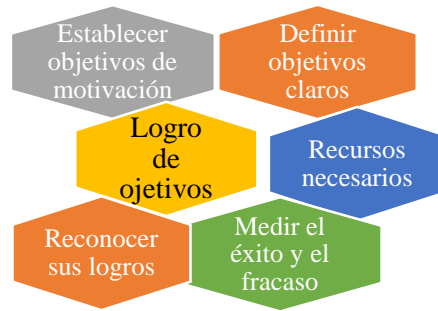 Establecer
objetivos de
motivación
Definir
objetivos
claros
Logro
de
ojetivos
Recursos
necesarios
Reconocer
sus logros
Medir el
éxito y el
fracaso